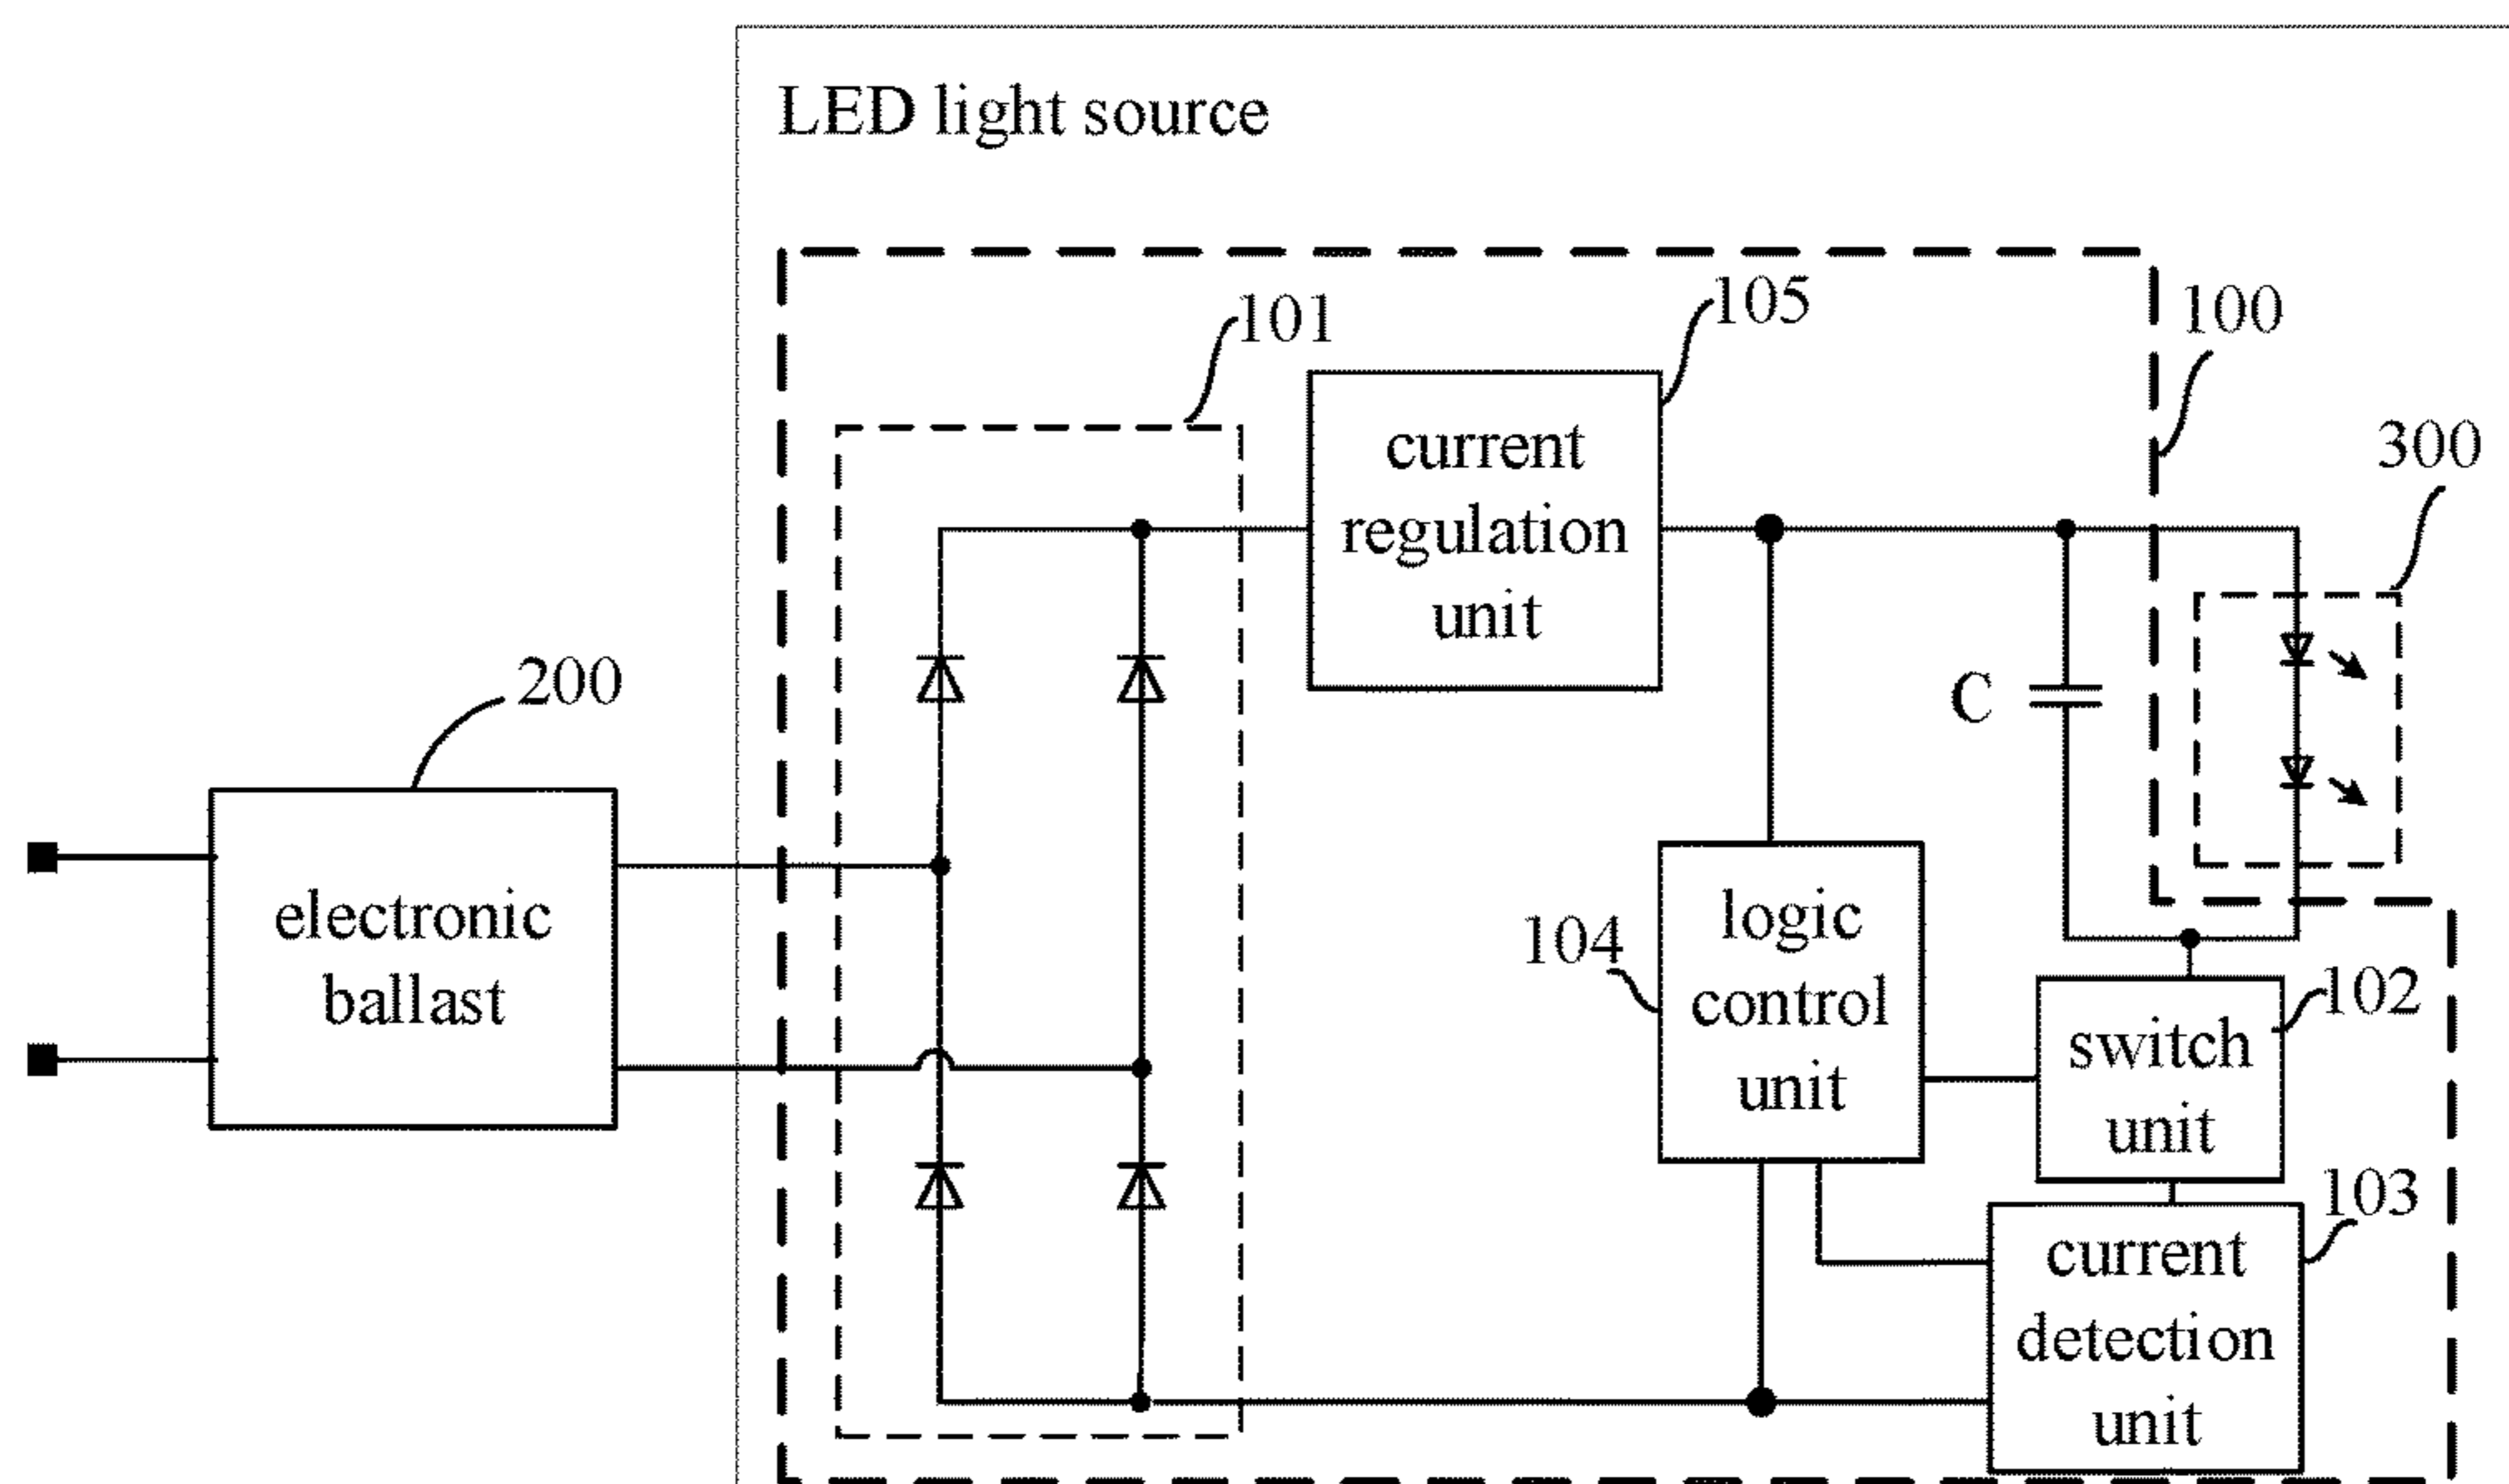 LED light source
101
105
100
300
current
regulation
unit
200
C
electronic
ballast
104
logic
control
unit
102
switch
unit
103
current
detection
unit